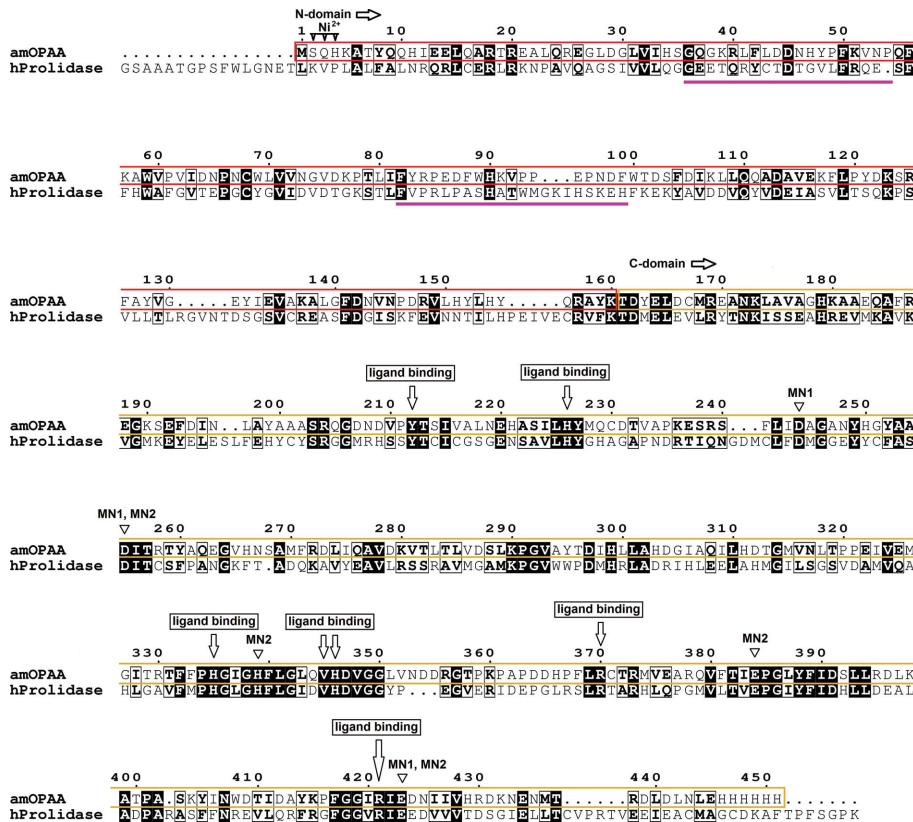 N-domain
Ni2+
1 10 20 30 40 50
amOPAA ...............MSQHKATYQQHIEELQARTREALQREGLDGLVIHSGQGKRLFLDDNHYPFKVNPQF
hProlidase GSAAATGPSFWLGNETLKVPLALFALNRQRLCERLRKNPAVQAGSIVVLQGGEETQRYCTDTGVLFRQE.SF
60 70 80 90 100 110 120
amOPAA KAWVPVIDNPNCWLVVNGVDKPTLIFYRPEDFWHKVPP...EPNDFWTDSFDIKLLQQADAVEKFLPYDKSR
hProlidase FHWAFGVTEPGCYGVIDVDTGKSTLFVPRLPASHATWMGKIHSKEHFKEKYAVDDVQYVDEIASVLTSQKPS
C-domain
130 140 150 160 170 180
amOPAA FAYVG......EYIEVAKALGFDNVNPDRVLHYLHY.....QRAYKTDYELDCMREANKLAVAGHKAAEQAFR
hProlidase VLLTLRGVNTDSGSVCREASFDGISKFEVNNTILHPEIVECRVFKTDMELEVLRYTNKISSEAHREVMKAVK
ligand binding ligand binding MN1
190 200 210 220 230 240 250
amOPAA EGKSEFDIN..LAYAAASRQGDNDVPYTSIVALNEHASILHYMQCDTVAPKESRS...FLIDAGANYHGYAA
hProlidase VGMKEYELESLFEHYCYSRGGMRHSSYTCICGSGENSAVLHYGHAGAPNDRTIQNGDMCLFDMGGEYYCFAS
MN1, MN2
260 270 280 290 300 310 320
amOPAA DITRTYAQEGVHNSAMFRDLIQAVDKVTLTLVDSLKPGVAYTDIHLLAHDGIAQILHDTGMVNLTPPEIVEM
hProlidase DITCSFPANGKFT.ADQKAVYEAVLRSSRAVMGAMKPGVWWPDMHRLADRIHLEELAHMGILSGSVDAMVQA
ligand binding MN2 ligand binding ligand binding MN2
330 340 350 360 370 380 390
amOPAA GITRTFFPHGIGHFLGLQVHDVGGLVNDDRGTPKPAPDDHPFLRCTRMVEARQVFTIEPGLYFIDSLLRDLK
hProlidase HLGAVFMPHGLGHFLGIDVHDVGGYP...EGVERIDEPGLRSLRTARHLQPGMVLTVEPGIYFIDHLLDEAL
ligand binding MN1, MN2
400 410 420 430 440 450
amOPAA ATPA.SKYINWDTIDAYKPFGGIRIEDNIIVHRDKNENMT......RDLDLNLEHHHHHH.......
hProlidase ADPARASFFNREVLQRFRGFGGVRIEEDVVVTDSGIELLTCVPRTVEEIEACMAGCDKAFTPFSGPK